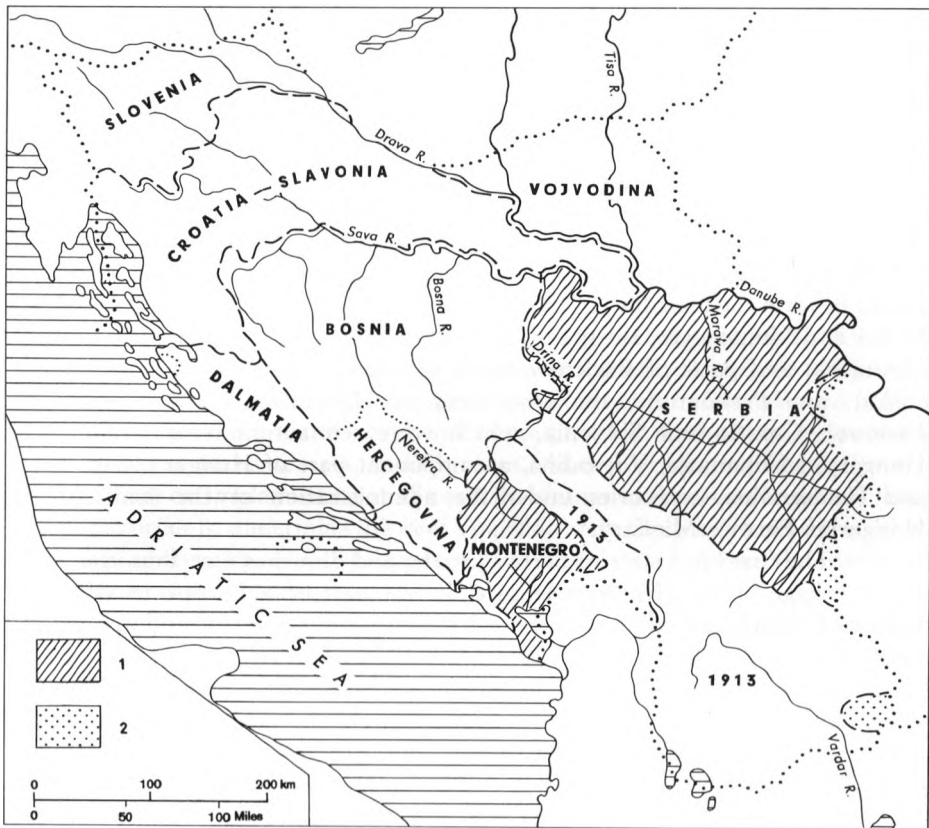 SLOVENIA
Drava R.
Tisa R.
SLAVONIA
VOJVODINA
CROATIA
Sava R.
Bosna R.
Danube R.
BOSNIA
Morava R.
Drina R.
DALMATIA
SERBIA
HERCEGOVINA
Neretva R.
1913
MONTENEGRO
ADRIATIC SEA
1
1913
2
Vardar R.
0 100 200 km
0 50 100 Miles